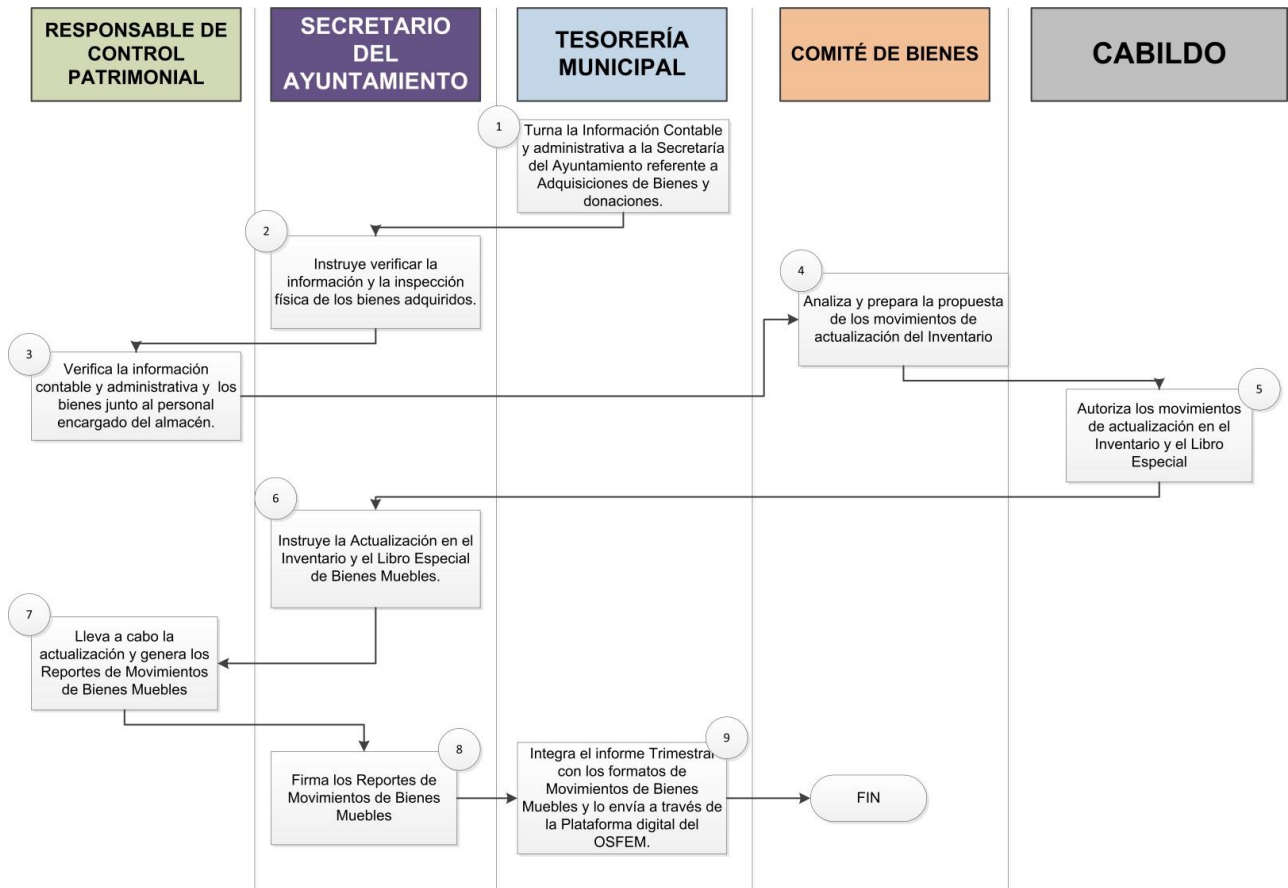 RESPONSABLE DE
CONTROL
PATRIMONIAL
SECRETARIO
DEL
AYUNTAMIENTO
TESORERÍA
MUNICIPAL
COMITÉ DE BIENES
CABILDO
1
Turna la Información Contable
y administrativa a la Secretaría
del Ayuntamiento referente a
Adquisiciones de Bienes y
donaciones.
2
Instruye verificar la
información y la inspección
física de los bienes adquiridos.
3
Verifica la información
contable y administrativa y los
bienes junto al personal
encargado del almacén.
4
Analiza y prepara la propuesta
de los movimientos de
actualización del Inventario
5
Autoriza los movimientos
de actualización en el
Inventario y el Libro
Especial
6
Instruye la Actualización en el
Inventario y el Libro Especial
de Bienes Muebles.
7
Lleva a cabo la
actualización y genera los
Reportes de Movimientos
de Bienes Muebles
8
Firma los Reportes de
Movimientos de Bienes
Muebles
9
Integra el informe Trimestral
con los formatos de
Movimientos de Bienes
Muebles y lo envía a través de
la Plataforma digital del
OSFEM.
FIN